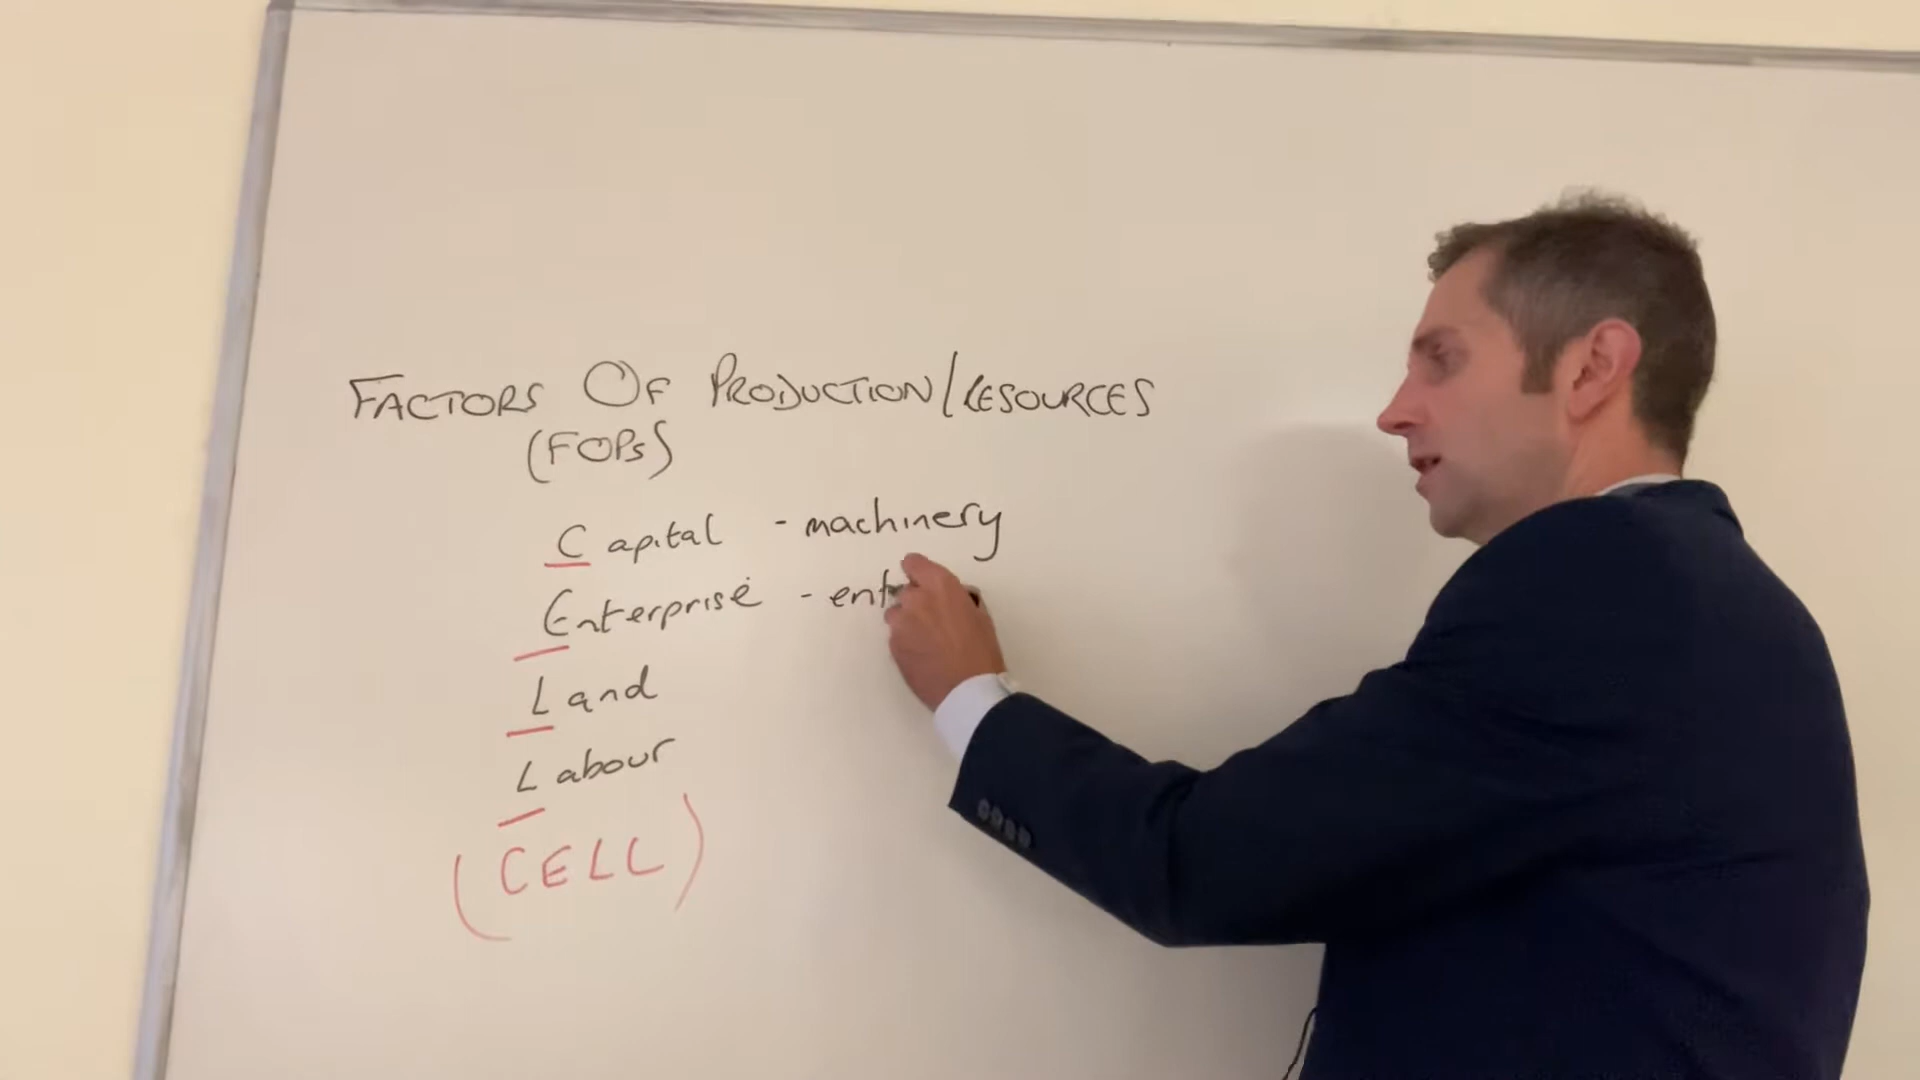 FACTORS OF PRODUCTION/RESOURCES
(FOPs)
Capital - machinery
Enterprise - ent
Land
Labour
(CELL)